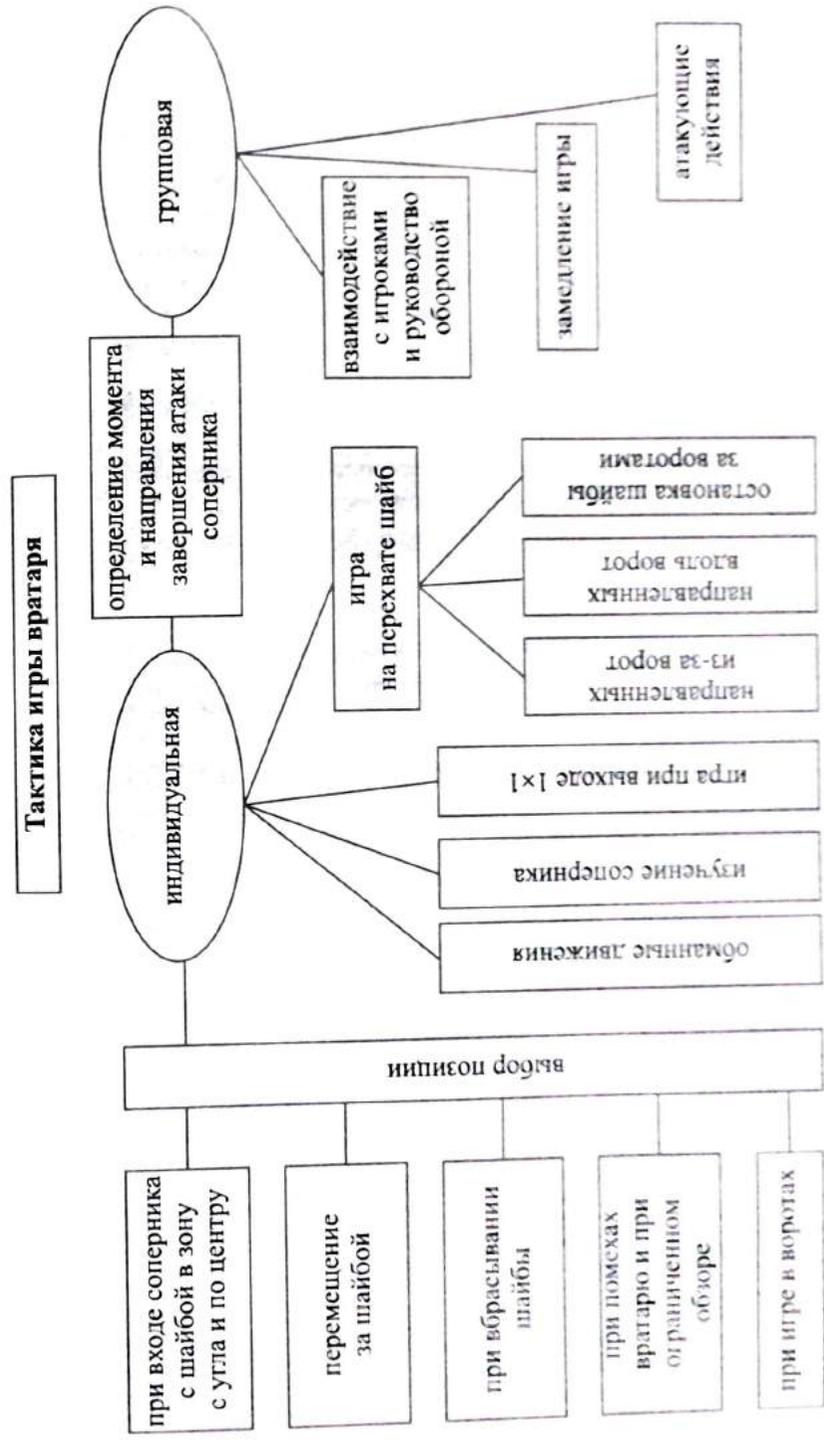 Тактика игры вратаря
индивидуальная
определение момента
и направления
завершения атаки
соперника
групповая
выбор позиции
при входе соперника
с шайбой в зону
с угла и по центру
перемещение
за шайбой
при вбрасывании
шайбы
при помехах
вратарю и при
ограниченном
обзоре
при игре в воротах
обманные движения
изучение соперника
игра при выходе 1×1
игра
на перехвате шайб
направленных
из-за ворот
направленных
вдоль ворот
остановка шайбы
за воротами
взаимодействие
с игроками
и руководство
обороной
замедление игры
атакующие
действия